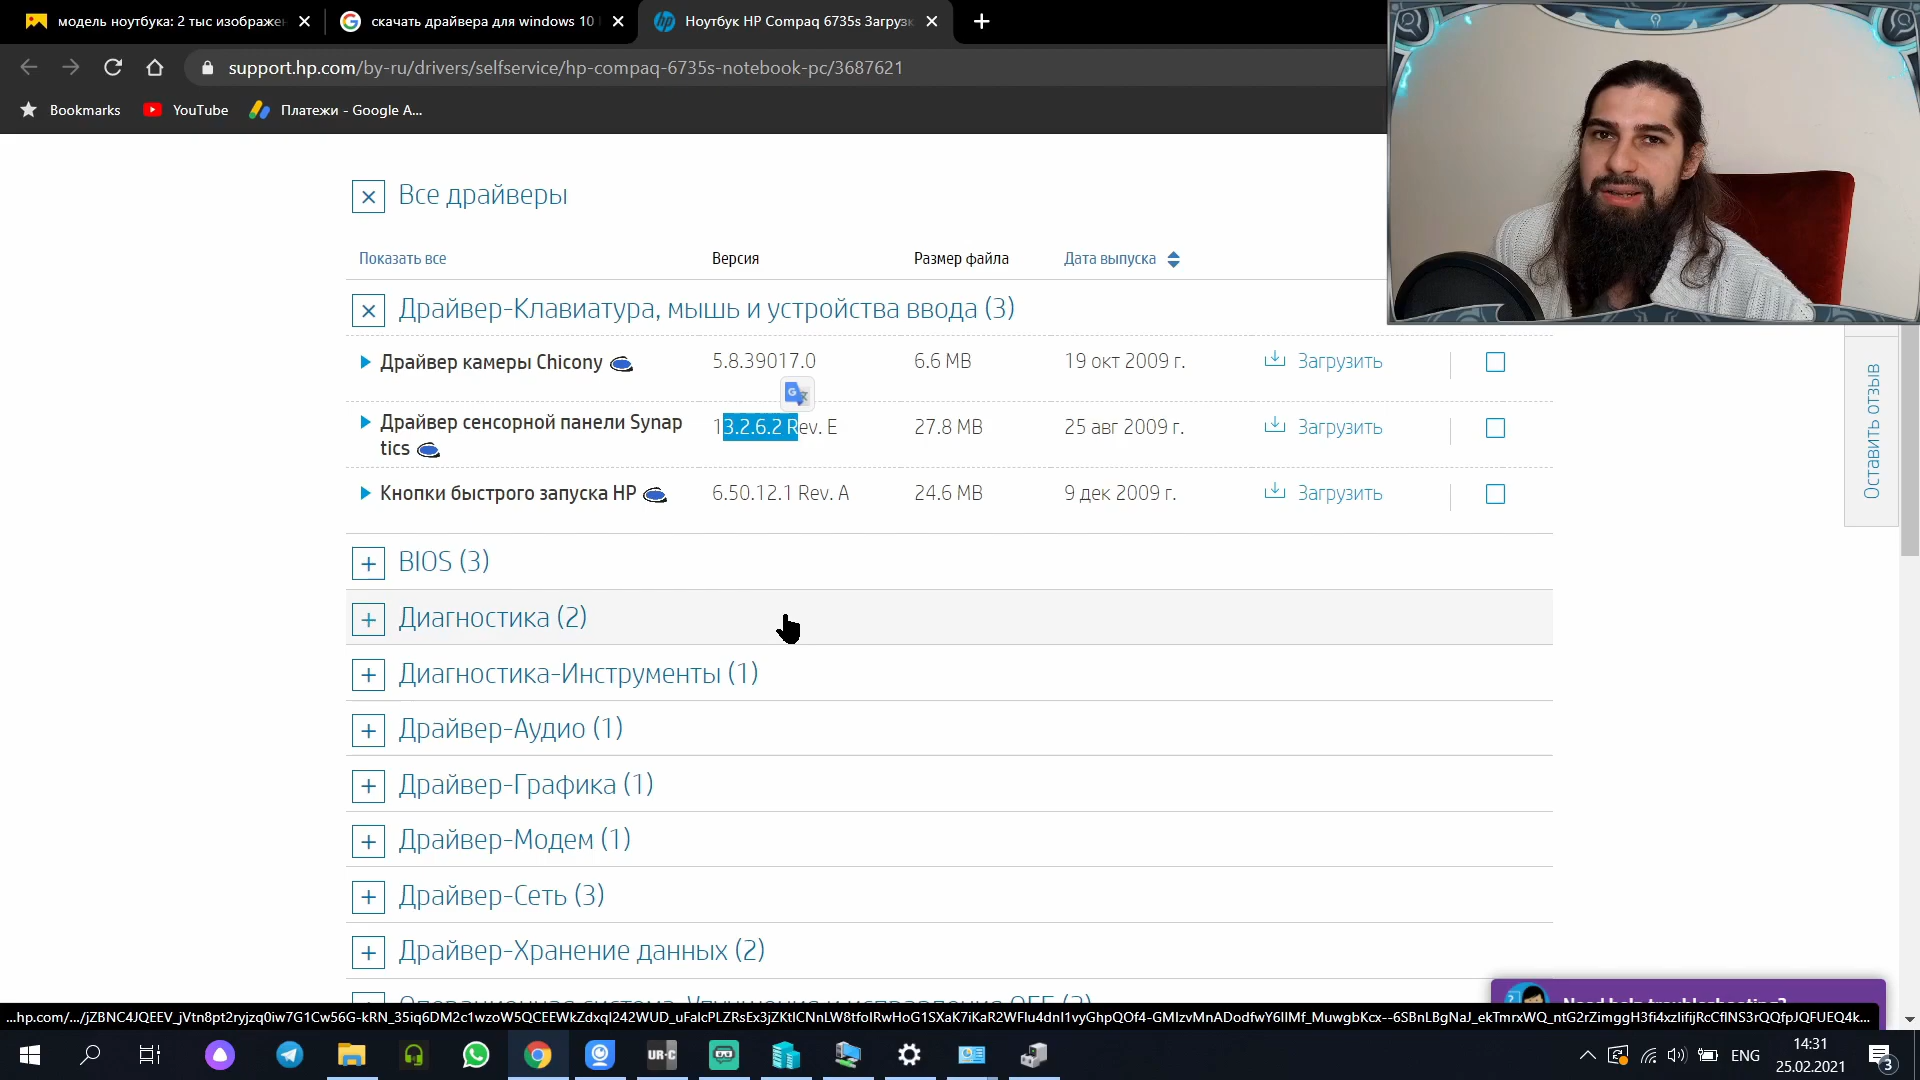 модель ноутбука: 2 тыс изображен
скачать драйвера для windows 10
Ноутбук HP Compaq 6735s Загрузк
support.hp.com/by-ru/drivers/selfservice/hp-compaq-6735s-notebook-pc/3687621
Bookmarks
YouTube
Платежи - Google A...
Все драйверы
Показать все
Версия
Размер файла
Дата выпуска
Драйвер-Клавиатура, мышь и устройства ввода (3)
Драйвер камеры Chicony
5.8.39017.0
6.6 MB
19 окт 2009 г.
Загрузить
Драйвер сенсорной панели Synap
tics
13.2.6.2 Rev. E
27.8 MB
25 авг 2009 г.
Загрузить
Кнопки быстрого запуска HP
6.50.12.1 Rev. A
24.6 MB
9 дек 2009 г.
Загрузить
Оставить отзыв
BIOS (3)
Диагностика (2)
Диагностика-Инструменты (1)
Драйвер-Аудио (1)
Драйвер-Графика (1)
Драйвер-Модем (1)
Драйвер-Сеть (3)
Драйвер-Хранение данных (2)
UR-C
ENG
14:31
25.02.2021
3